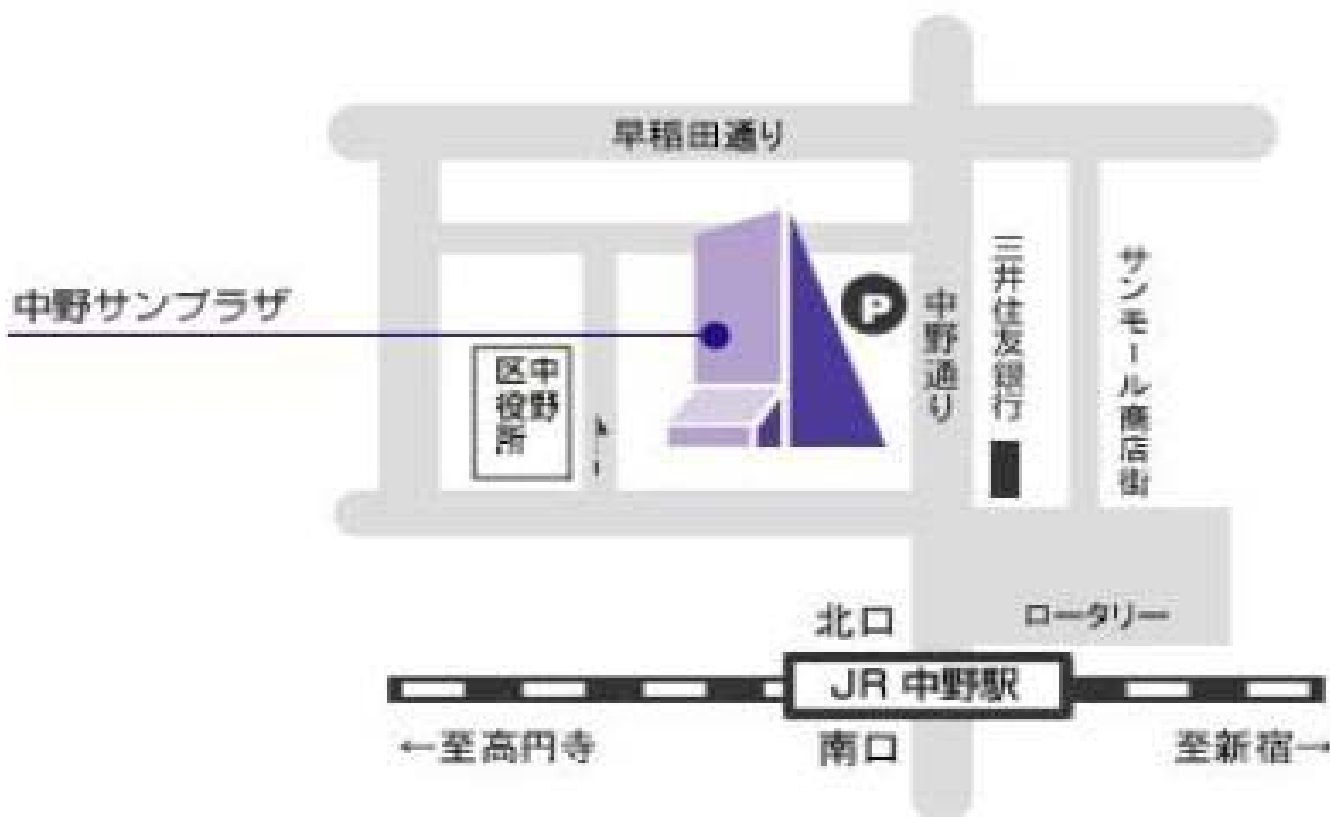 早稲田通り
中野サンプラザ
中野
区役所
P
中野通り
三井住友銀行
サンモール商店街
北口
ロータリー
JR 中野駅
←至高円寺
南口
至新宿→